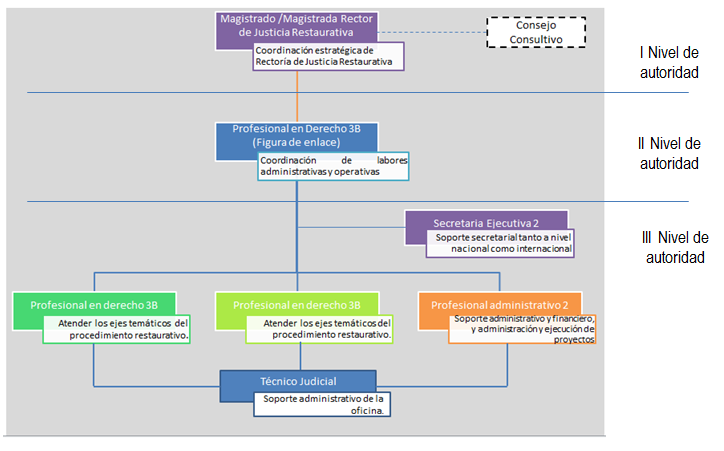 Magistrado /Magistrada Rector
de Justicia Restaurativa
Coordinación estratégica de
Rectoría de Justicia Restaurativa
Consejo
Consultivo
I Nivel de
autoridad
Profesional en Derecho 3B
(Figura de enlace)
Coordinación de labores
administrativas y operativas
II Nivel de
autoridad
Secretaria Ejecutiva 2
Soporte secretarial tanto a nivel
nacional como internacional
III Nivel de
autoridad
Profesional en derecho 3B
Atender los ejes temáticos del
procedimiento restaurativo.
Profesional en derecho 3B
Atender los ejes temáticos del
procedimiento restaurativo.
Profesional administrativo 2
Soporte administrativo y financiero,
y administración y ejecución de
proyectos
Técnico Judicial
Soporte administrativo de la
oficina.